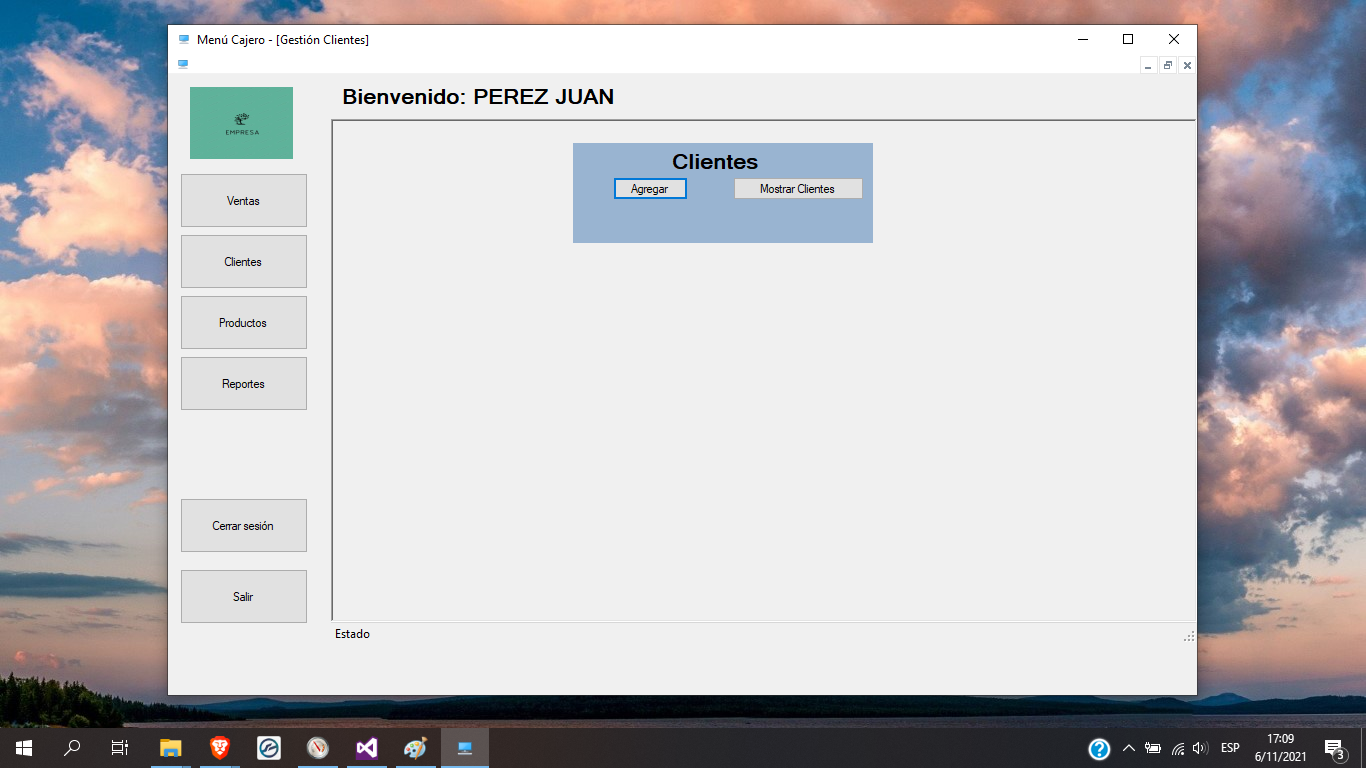 Menú Cajero - [Gestión Clientes]
EMPRESA
Bienvenido: PEREZ JUAN
Ventas
Clientes
Productos
Reportes
Cerrar sesión
Salir
Clientes
Agregar
Mostrar Clientes
Estado
ESP
17:09
6/11/2021
3